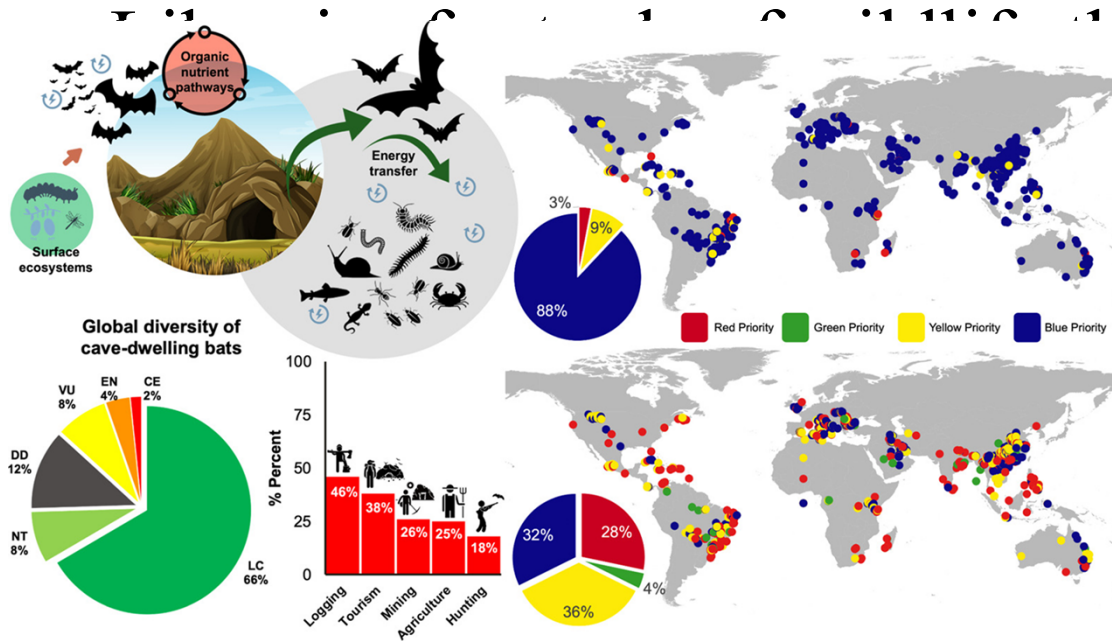 Organic
nutrient
pathways
Energy
transfer
Surface
ecosystems
3%
9%
88%
Red Priority
Green Priority
Yellow Priority
Blue Priority
Global diversity of
cave-dwelling bats
CE
2%
EN
4%
VU
8%
DD
12%
NT
8%
LC
66%
% Percent
100
75
50
25
0
46%
38%
26%
25%
18%
Logging
Tourism
Mining
Agriculture
Hunting
32%
28%
4%
36%